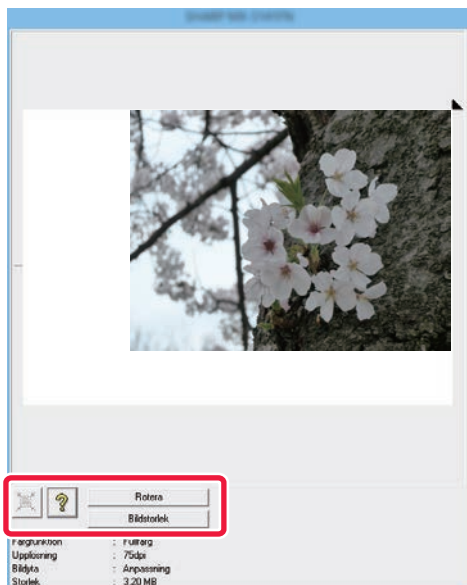 ?
Rotera
Bildstorlek
Färgfunktion : Fullfärg
Upplösning : 75dpi
Bildyta : Anpassning
Storlek : 3.20 MB